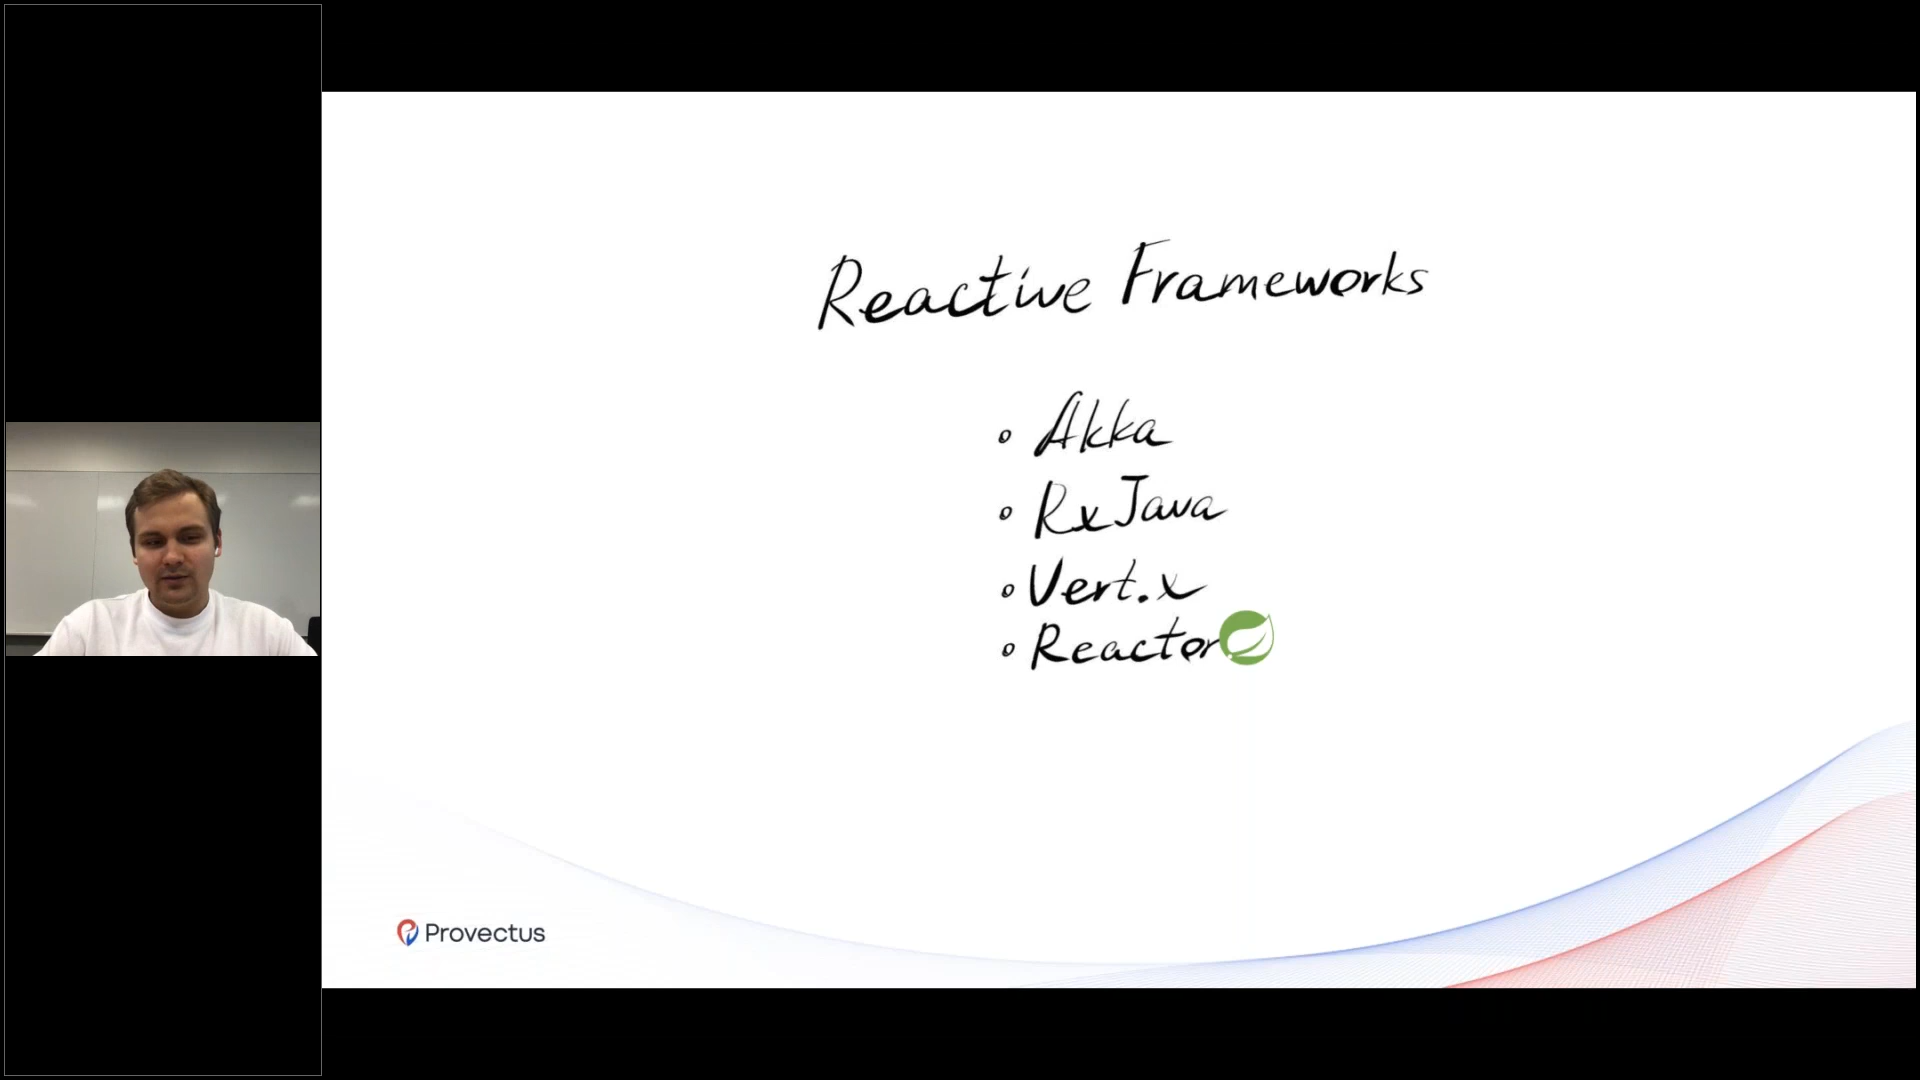 Reactive Frameworks
Akka
RxJava
Vert.x
Reactor
Provectus